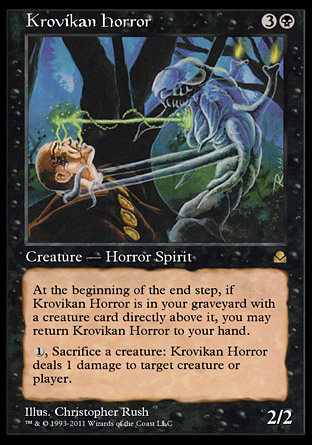 Krovikan Horror 3
Creature — Horror Spirit
At the beginning of the end step, if
Krovikan Horror is in your graveyard with
a creature card directly above it, you may
return Krovikan Horror to your hand.
1, Sacrifice a creature: Krovikan Horror
deals 1 damage to target creature or
player.
Illus. Christopher Rush
™ & © 1993-2011 Wizards of the Coast LLC
2/2